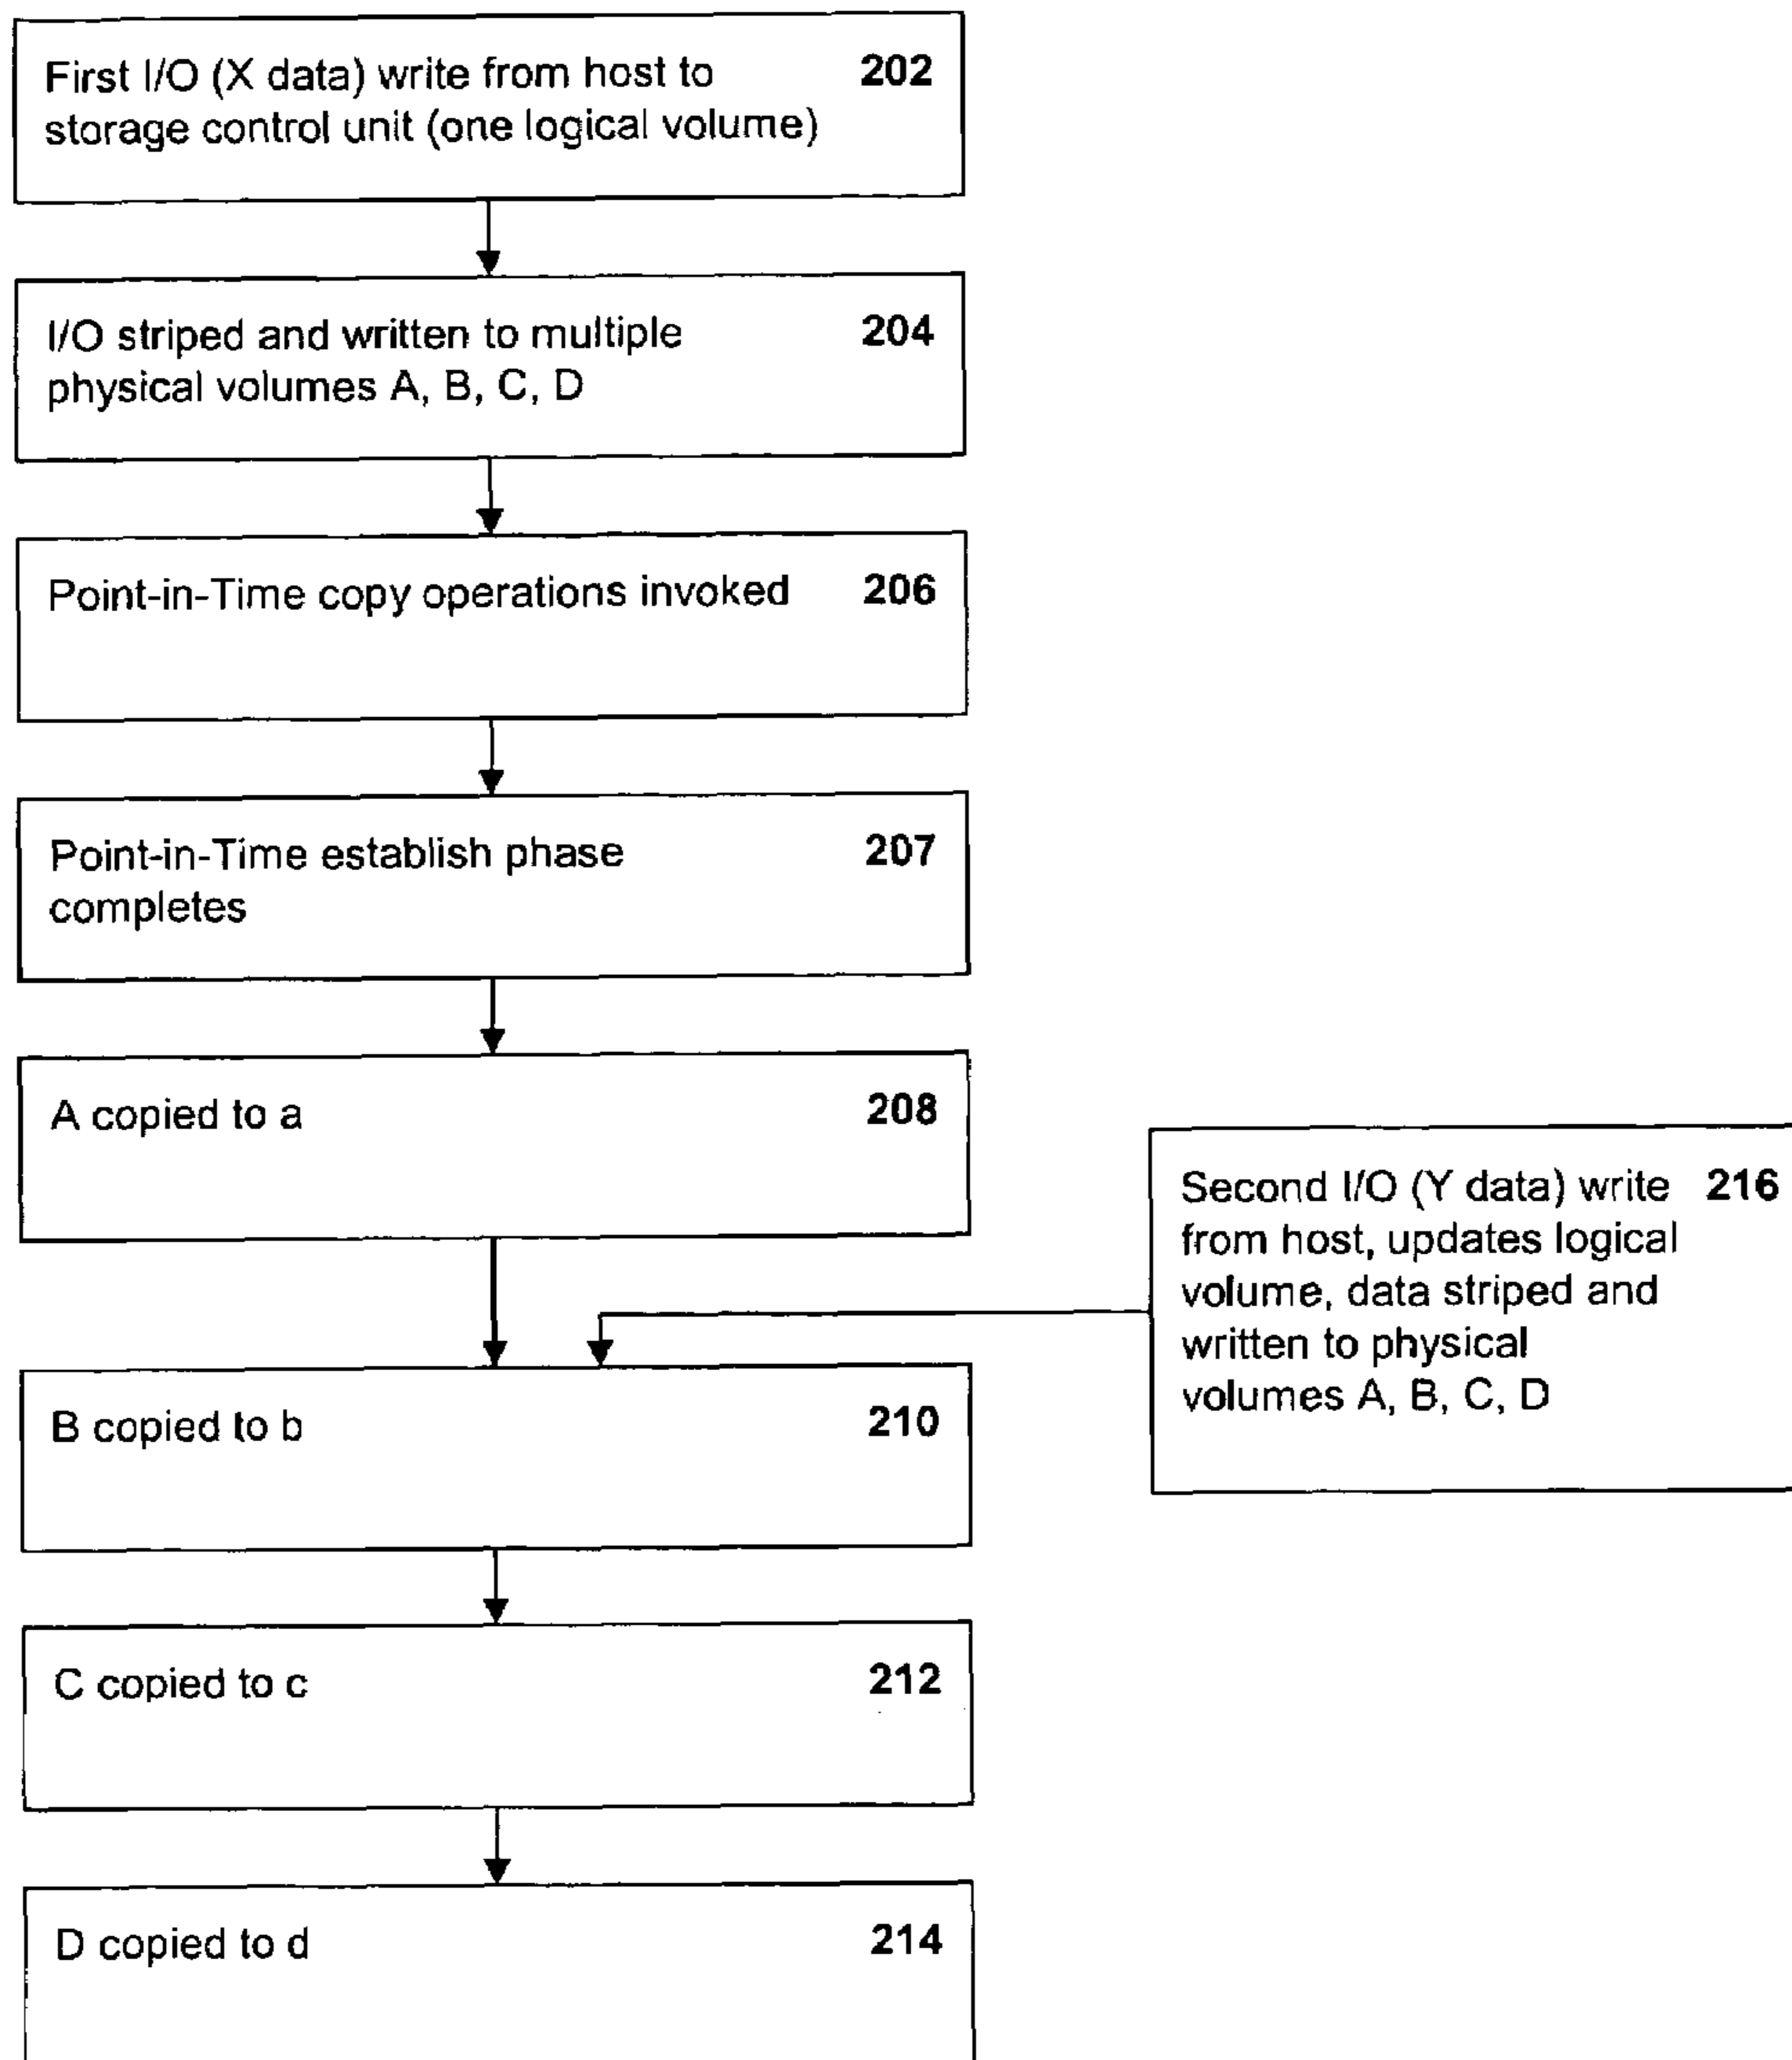 First I/O (X data) write from host to 202
storage control unit (one logical volume)
I/O striped and written to multiple 204
physical volumes A, B, C, D
Point-in-Time copy operations invoked 206
Point-in-Time establish phase 207
completes
A copied to a 208
Second I/O (Y data) write 216
from host, updates logical
volume, data striped and
written to physical
volumes A, B, C, D
B copied to b 210
C copied to c 212
D copied to d 214